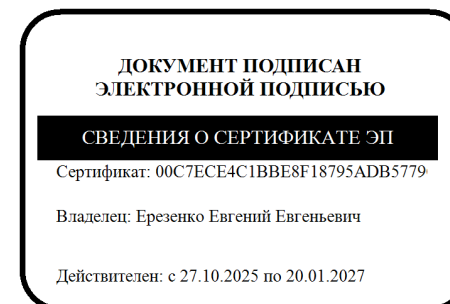 ДОКУМЕНТ ПОДПИСАН
ЭЛЕКТРОННОЙ ПОДПИСЬЮ
СВЕДЕНИЯ О СЕРТИФИКАТЕ ЭП
Сертификат: 00C7ECE4C1BBE8F18795ADB5779
Владелец: Ерезенко Евгений Евгеньевич
Действителен: с 27.10.2025 по 20.01.2027